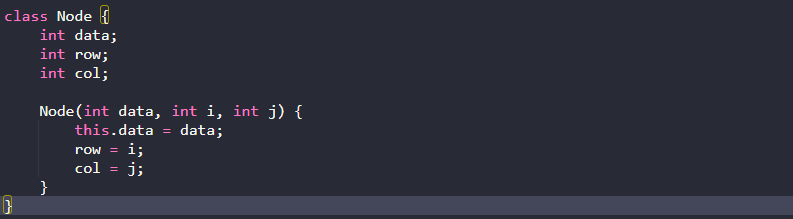 class Node {
    int data;
    int row;
    int col;

    Node(int data, int i, int j) {
        this.data = data;
        row = i;
        col = j;
    }
}